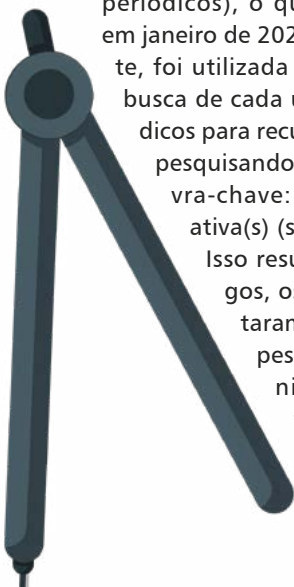 periódicos), o qu
em janeiro de 202
te, foi utilizada
busca de cada u
dicos para recu
pesquisando
vra-chave:
ativa(s) (s
Isso resu
gos, o
taram
pes
ni